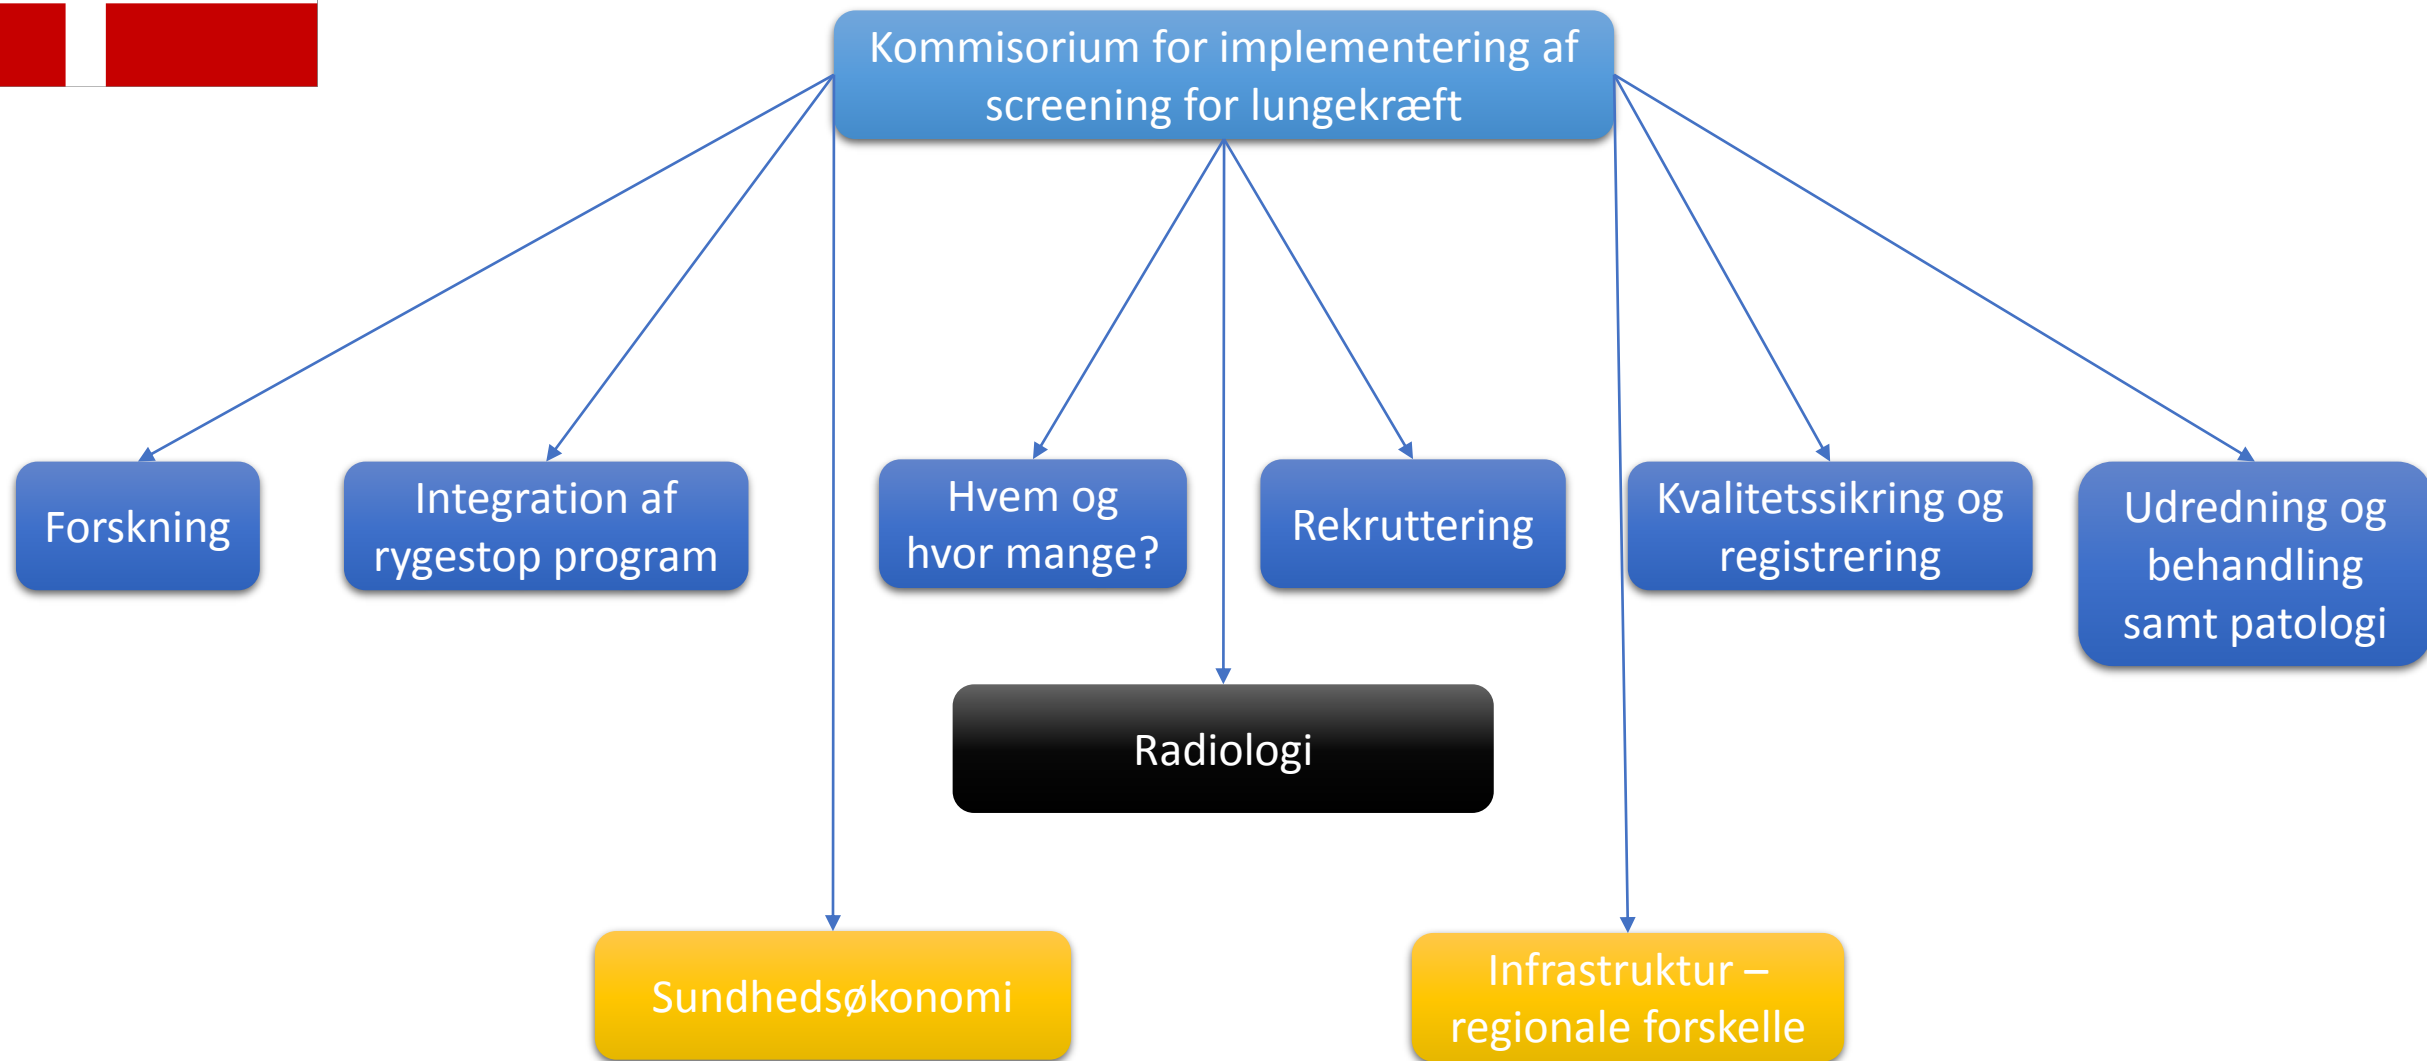 Kommisorium for implementering af
screening for lungekræft
Forskning
Integration af
rygestop program
Hvem og
hvor mange?
Rekruttering
Kvalitetssikring og
registrering
Udredning og
behandling
samt patologi
Radiologi
Sundhedsøkonomi
Infrastruktur –
regionale forskelle